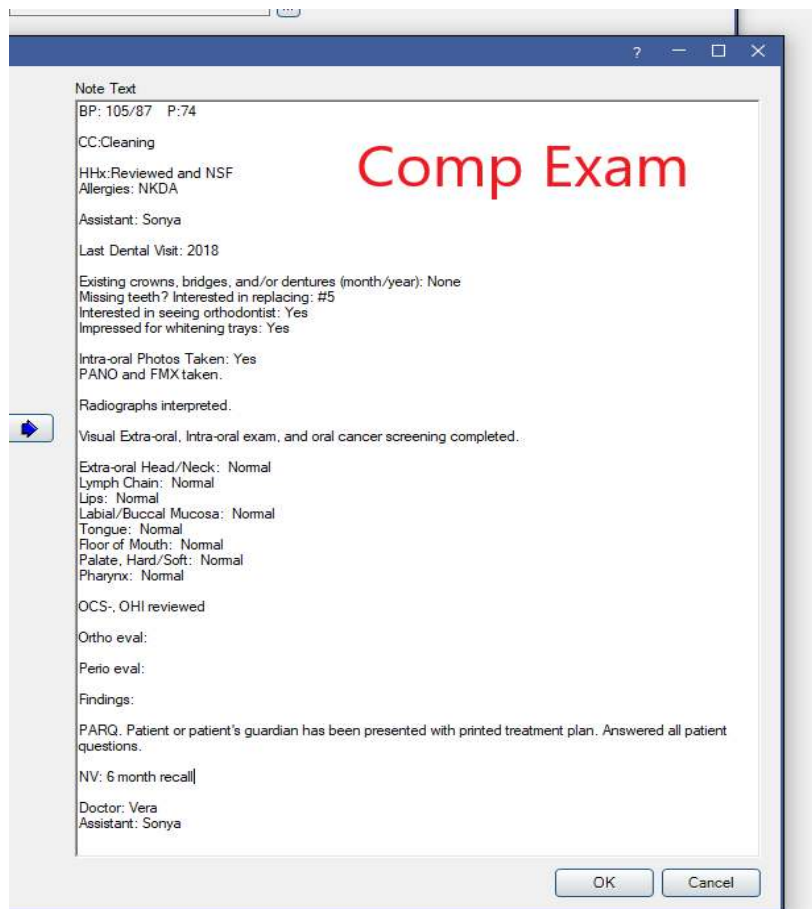 ...
?
Note Text
BP: 105/87 P:74
Comp Exam
CC:Cleaning
HHx:Reviewed and NSF
Allergies: NKDA
Assistant: Sonya
Last Dental Visit: 2018
Existing crowns, bridges, and/or dentures (month/year): None
Missing teeth? Interested in replacing: #5
Interested in seeing orthodontist: Yes
Impressed for whitening trays: Yes
Intra-oral Photos Taken: Yes
PANO and FMX taken.
Radiographs interpreted.
Visual Extra-oral, Intra-oral exam, and oral cancer screening completed.
Extra-oral Head/Neck: Normal
Lymph Chain: Normal
Lips: Normal
Labial/Buccal Mucosa: Normal
Tongue: Normal
Floor of Mouth: Normal
Palate, Hard/Soft: Normal
Pharynx: Normal
OCS-, OHI reviewed
Ortho eval:
Perio eval:
Findings:
PARQ. Patient or patient's guardian has been presented with printed treatment plan. Answered all patient
questions.
NV: 6 month recall
Doctor: Vera
Assistant: Sonya
OK Cancel